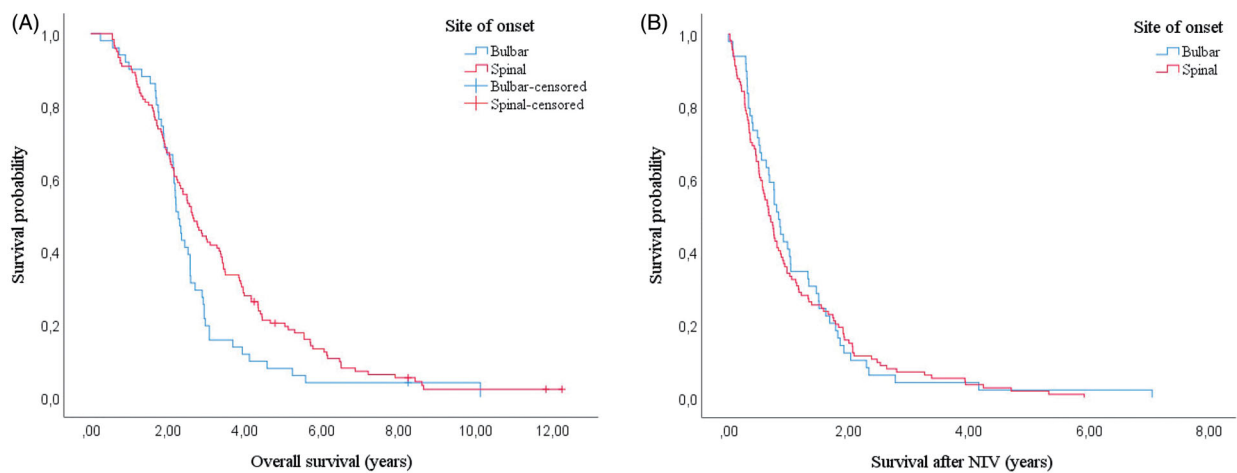 (A)
Site of onset
Bulbar
Spinal
Bulbar-censored
Spinal-censored
Survival probability
1,0
0,8
0,6
0,4
0,2
0,0
,00
2,00
4,00
6,00
8,00
10,00
12,00
Overall survival (years)
(B)
Site of onset
Bulbar
Spinal
Survival probability
1,0
0,8
0,6
0,4
0,2
0,0
,00
2,00
4,00
6,00
8,00
Survival after NIV (years)